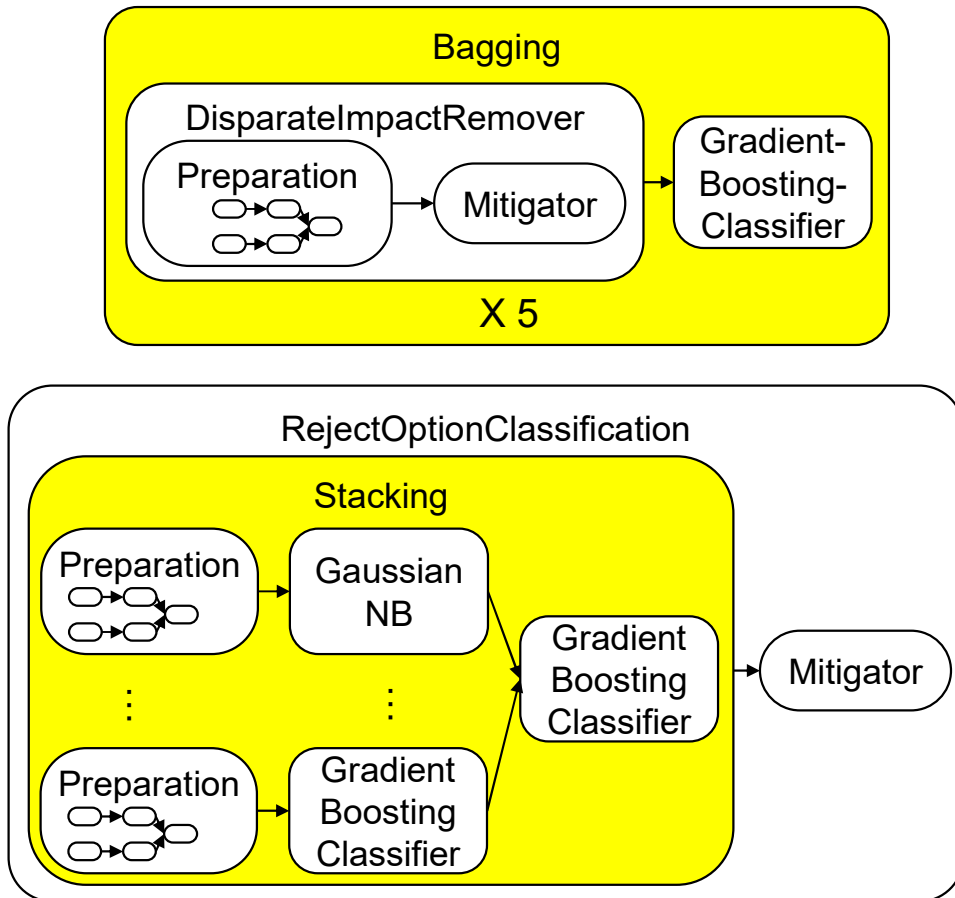 Bagging
DisparateImpactRemover
Preparation
Mitigator
Gradient-
Boosting-
Classifier
X 5
RejectOptionClassification
Stacking
Preparation
Gaussian
NB
Gradient
Boosting
Classifier
Mitigator
⋮
⋮
Preparation
Gradient
Boosting
Classifier